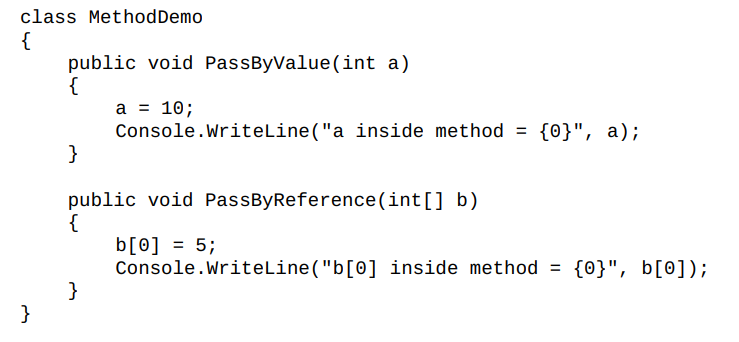 class MethodDemo
{
    public void PassByValue(int a)
    {
        a = 10;
        Console.WriteLine("a inside method = {0}", a);
    }

    public void PassByReference(int[] b)
    {
        b[0] = 5;
        Console.WriteLine("b[0] inside method = {0}", b[0]);
    }
}